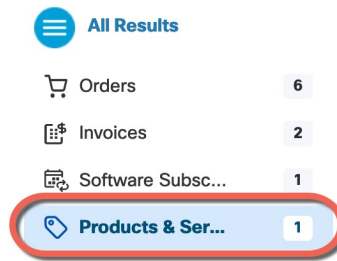 All Results
Orders 6
Invoices 2
Software Subsc... 1
Products & Ser... 1